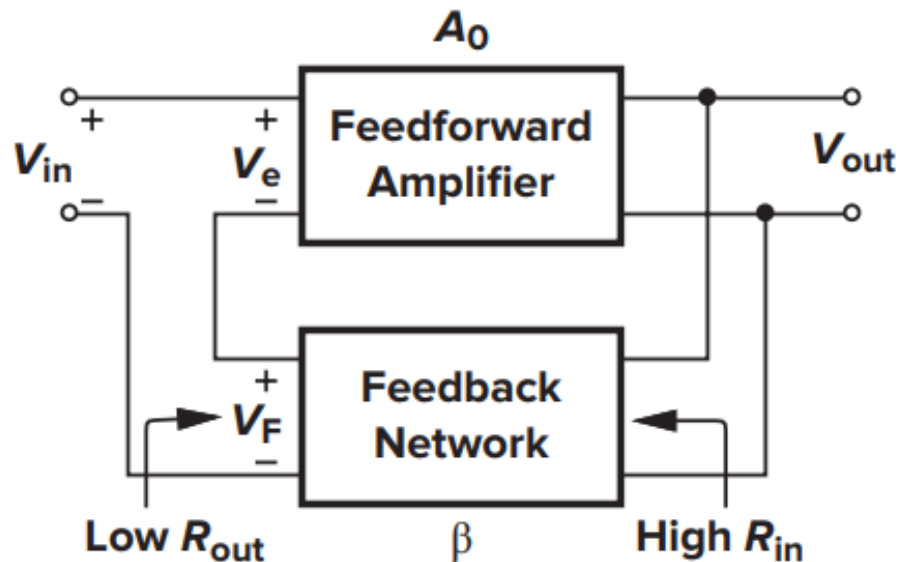 A0
Feedforward
Amplifier
+
Vin
−
+
Ve
−
Vout
Feedback
Network
+
VF
−
Low Rout
β
High Rin